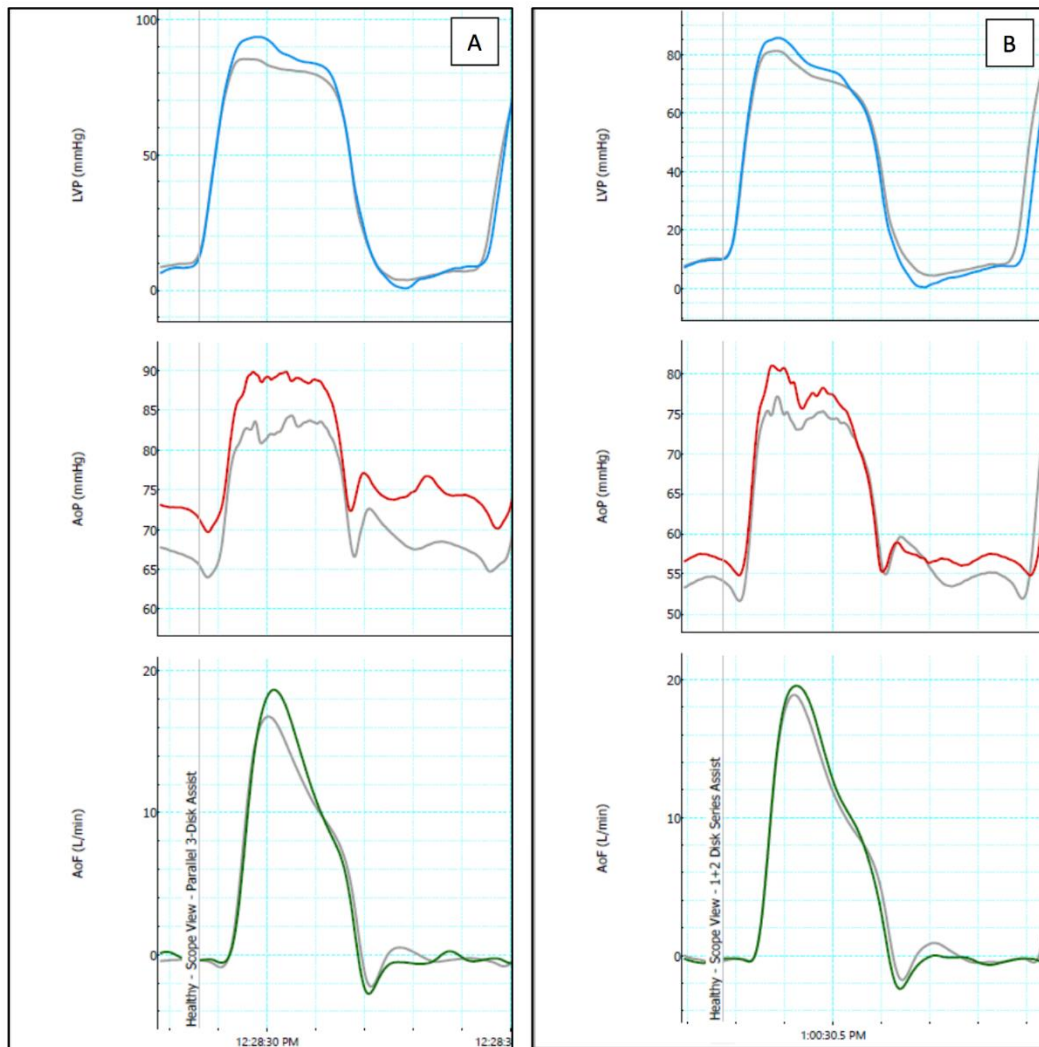 A
100
50
0
LVP (mmHg)
90
85
80
75
70
65
60
AoP (mmHg)
20
10
0
AoF (L/min)
Healthy - Scope View - Parallel 3-Disk Assist
12:28:30 PM
12:28:3
B
80
60
40
20
0
LVP (mmHg)
80
75
70
65
60
55
50
AoP (mmHg)
20
10
0
AoF (L/min)
Healthy - Scope View - 1+2 Disk Series Assist
1:00:30.5 PM